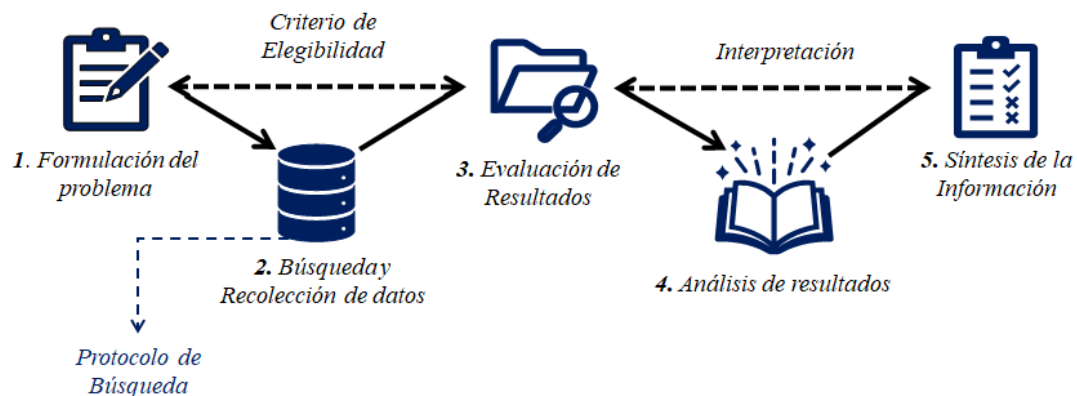 Criterio de
Elegibilidad
Interpretación
1. Formulación del
problema
3. Evaluación de
Resultados
5. Síntesis de la
Información
2. Búsqueda y
Recolección de datos
4. Análisis de resultados
Protocolo de
Búsqueda